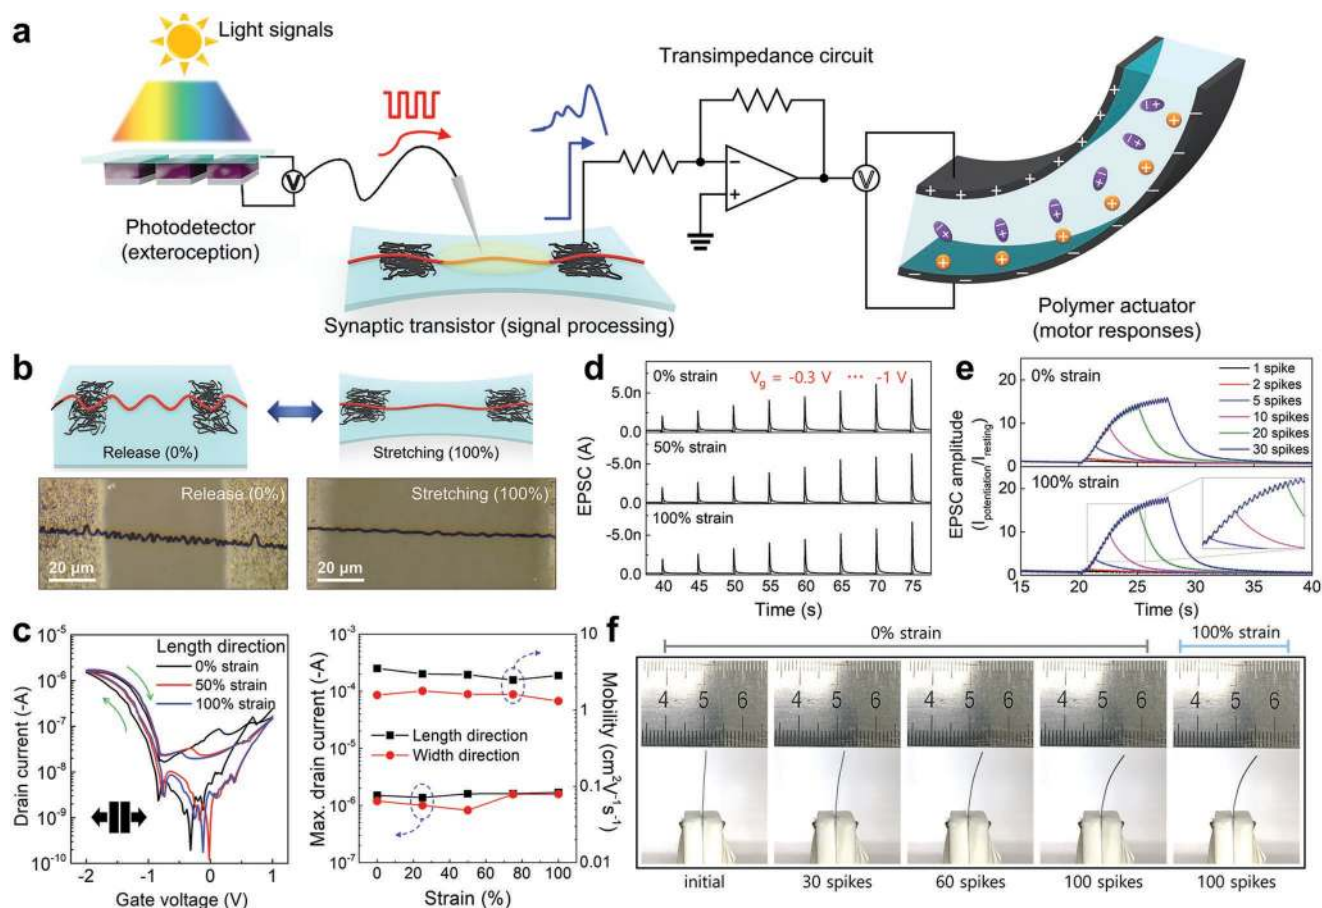 a
Light signals
Transimpedance circuit
V
−
+
V
Photodetector
(exteroception)
Synaptic transistor (signal processing)
Polymer actuator
(motor responses)
b
Release (0%)
Stretching (100%)
Release (0%)
20 μm
Stretching (100%)
20 μm
c
Length direction
0% strain
50% strain
100% strain
Drain current (-A)
10⁻⁵
10⁻⁶
10⁻⁷
10⁻⁸
10⁻⁹
10⁻¹⁰
-2 -1 0 1
Gate voltage (V)
Max. drain current (-A)
10⁻³
10⁻⁴
10⁻⁵
10⁻⁶
10⁻⁷
Length direction
Width direction
10
1
0.1
0.01
Mobility (cm²V⁻¹s⁻¹)
0 25 50 75 100
Strain (%)
d
0% strain
V_g = -0.3 V ··· -1 V
50% strain
100% strain
EPSC (A)
5.0n
0.0
-5.0n
0.0
-5.0n
0.0
40 45 50 55 60 65 70 75
Time (s)
e
0% strain
1 spike
2 spikes
5 spikes
10 spikes
20 spikes
30 spikes
100% strain
EPSC amplitude
(I_potentiation/I_resting)
20
10
0
20
10
0
15 20 25 30 35 40
Time (s)
f
0% strain
100% strain
4 5 6
4 5 6
4 5 6
4 5 6
4 5 6
initial
30 spikes
60 spikes
100 spikes
100 spikes